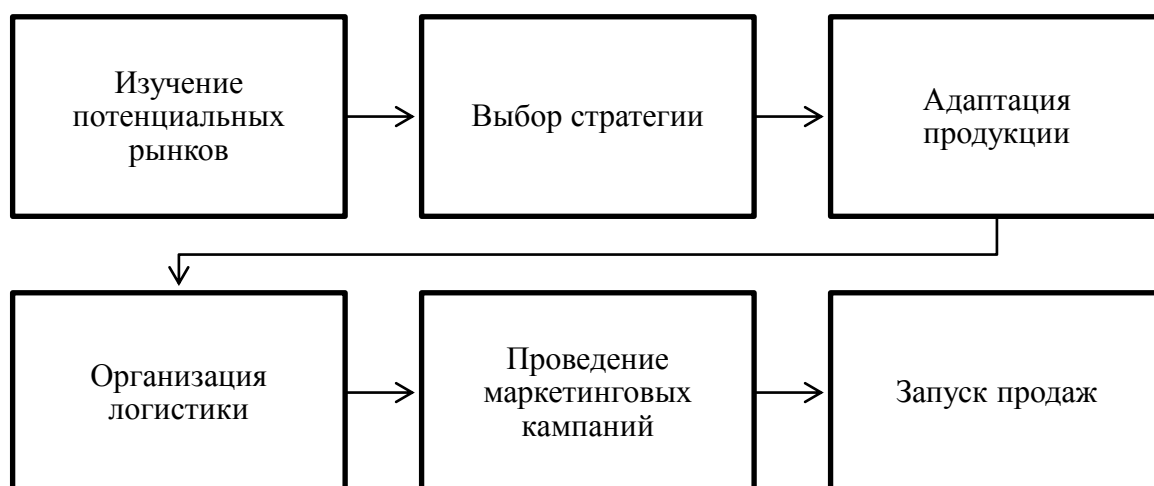 Изучение
потенциальных
рынков
Выбор стратегии
Адаптация
продукции
Организация
логистики
Проведение
маркетинговых
кампаний
Запуск продаж